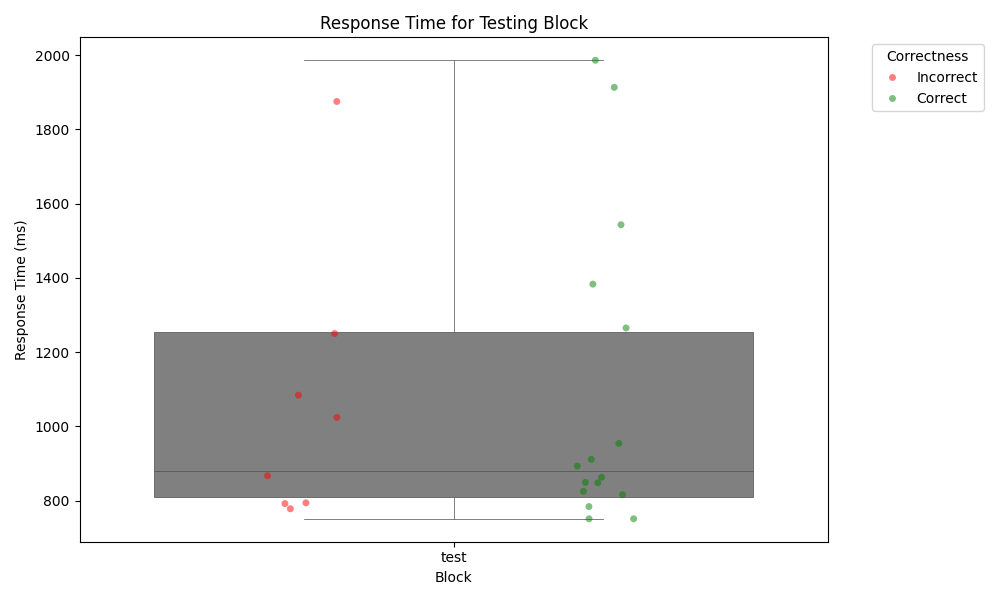 Response Time for Testing Block
Correctness
Incorrect
Correct
Response Time (ms)
2000
1800
1600
1400
1200
1000
800
test
Block